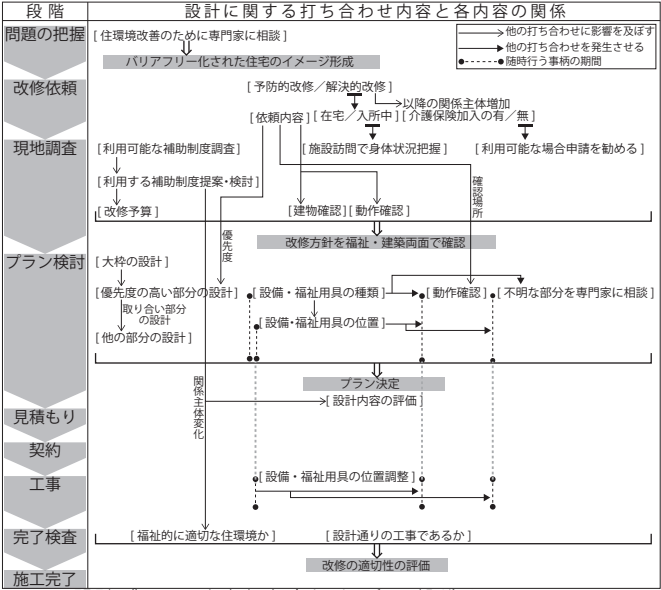 段階
設計に関する打ち合わせ内容と各内容の関係
問題の把握
[住環境改善のために専門家に相談]
他の打ち合わせに影響を及ぼす
他の打ち合わせを発生させる
随時行う事柄の期間
バリアフリー化された住宅のイメージ形成
改修依頼
[予防的改修／解決的改修]
以降の関係主体増加
[依頼内容][在宅／入所中][介護保険加入の有／無]
現地調査
[利用可能な補助制度調査]
[施設訪問で身体状況把握]
[利用可能な場合申請を勧める]
[利用する補助制度提案・検討]
確認場所
[改修予算]
[建物確認][動作確認]
優先度
改修方針を福祉・建築両面で確認
プラン検討
[大枠の設計]
[優先度の高い部分の設計]
[設備・福祉用具の種類]
[動作確認]
[不明な部分を専門家に相談]
取り合い部分
の設計
[設備・福祉用具の位置]
[他の部分の設計]
関係主体変化
プラン決定
[設計内容の評価]
見積もり
契約
工事
[設備・福祉用具の位置調整]
完了検査
[福祉的に適切な住環境か]
[設計通りの工事であるか]
改修の適切性の評価
施工完了